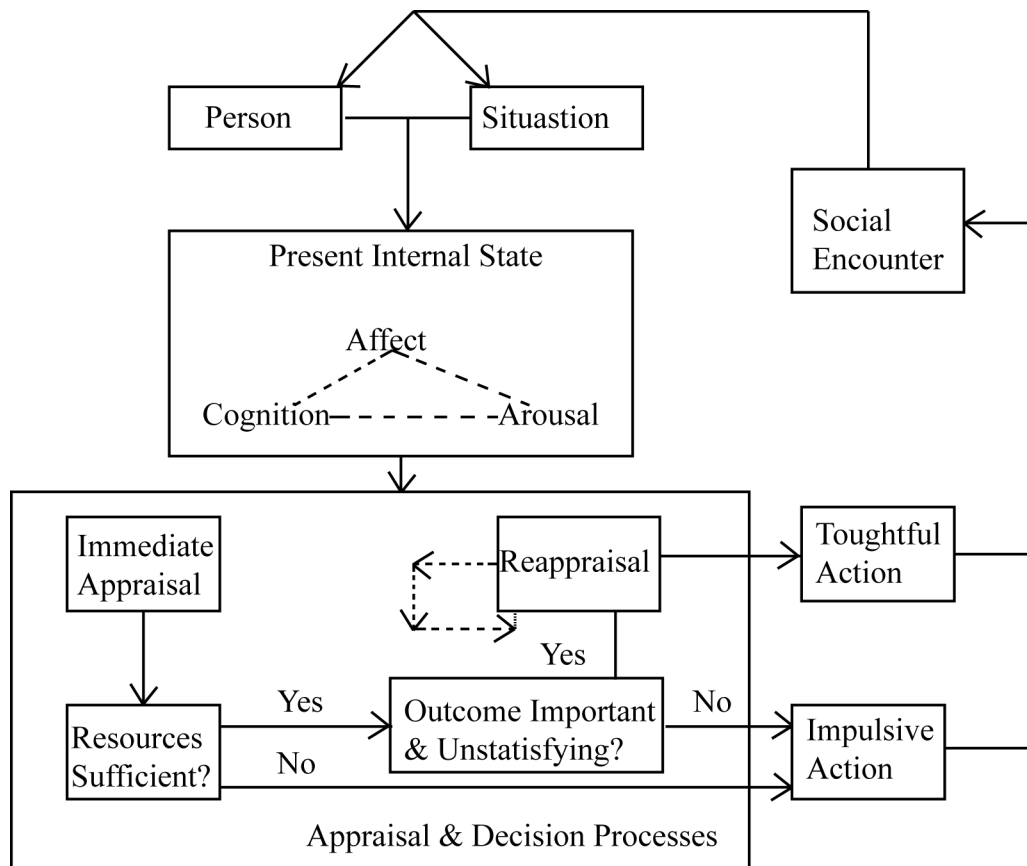 Person
Situastion
Social
Encounter
Present Internal State
Affect
Cognition
Arousal
Immediate
Appraisal
Reappraisal
Toughtful
Action
Yes
Yes
Outcome Important
& Unstatisfying?
No
Resources
Sufficient?
No
Impulsive
Action
Appraisal & Decision Processes